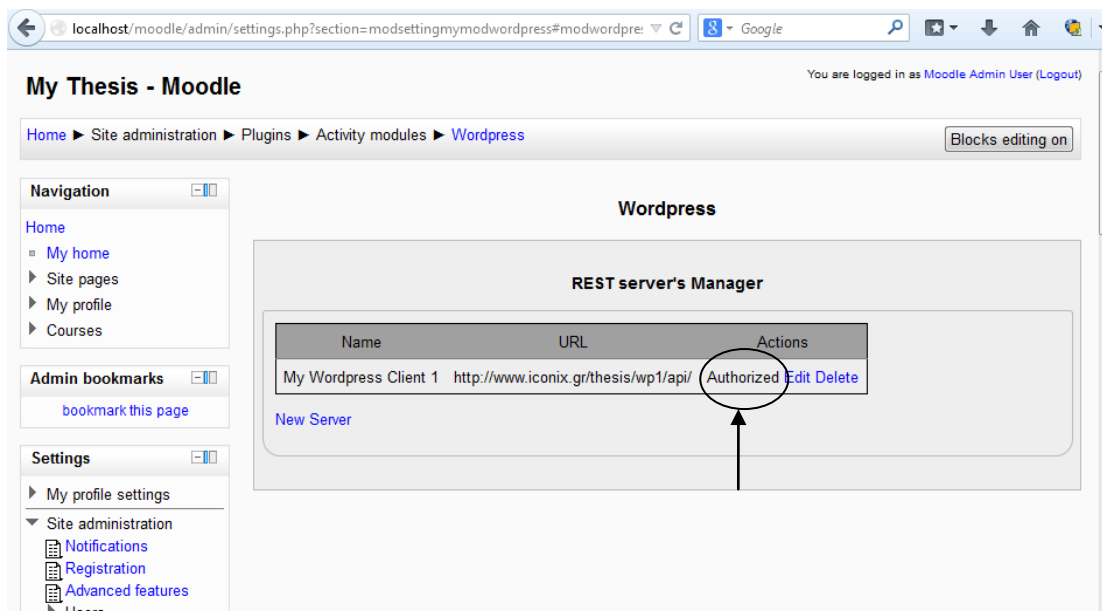 localhost/moodle/admin/settings.php?section=modsettingmymodwordpress#modwordpre:
Google
My Thesis - Moodle
You are logged in as Moodle Admin User (Logout)
Home ► Site administration ► Plugins ► Activity modules ► Wordpress
Blocks editing on
Navigation
Home
My home
Site pages
My profile
Courses
Admin bookmarks
bookmark this page
Settings
My profile settings
Site administration
Notifications
Registration
Advanced features
Users
Wordpress
REST server's Manager
Name URL Actions
My Wordpress Client 1 http://www.iconix.gr/thesis/wp1/api/ Authorized Edit Delete
New Server